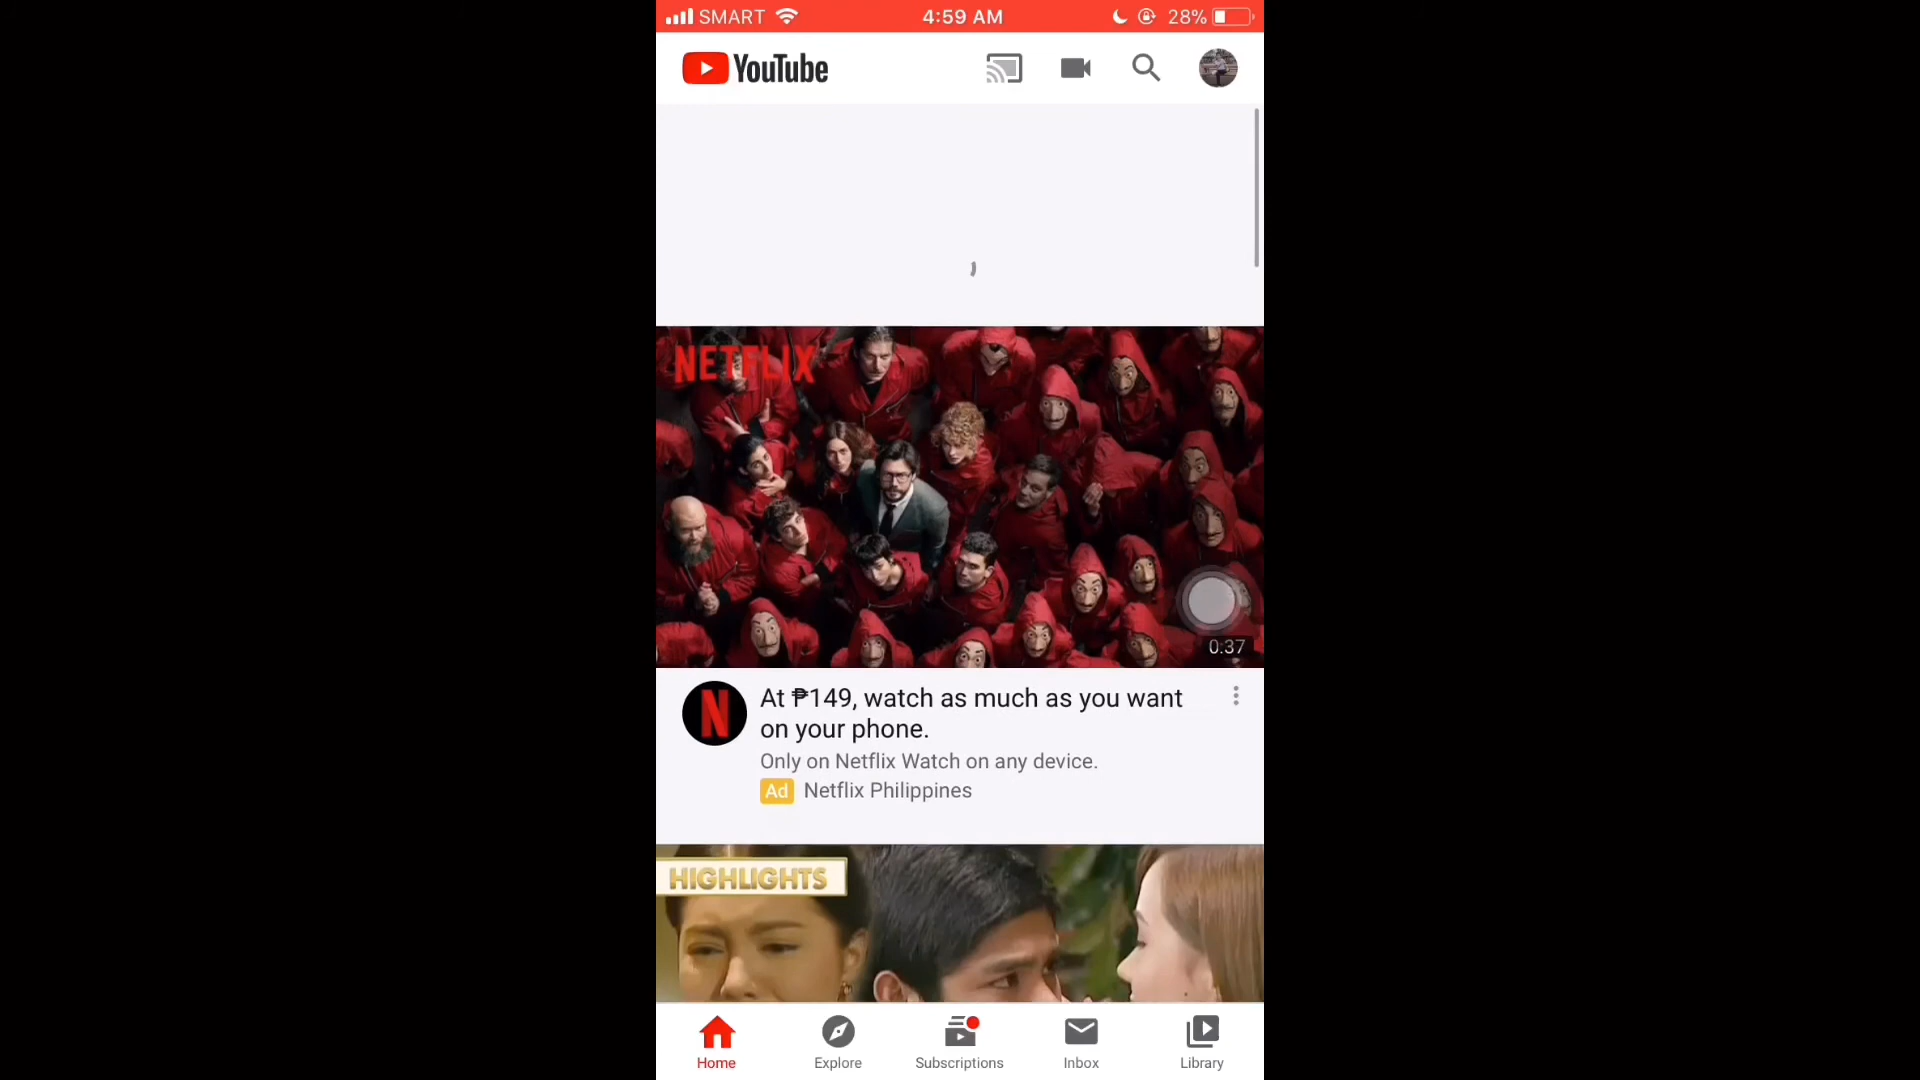 SMART 4:59 AM 28%
YouTube
NETFLIX
0:37
N
At ₱149, watch as much as you want
on your phone.
Only on Netflix Watch on any device.
Ad Netflix Philippines
HIGHLIGHTS
Home Explore Subscriptions Inbox Library